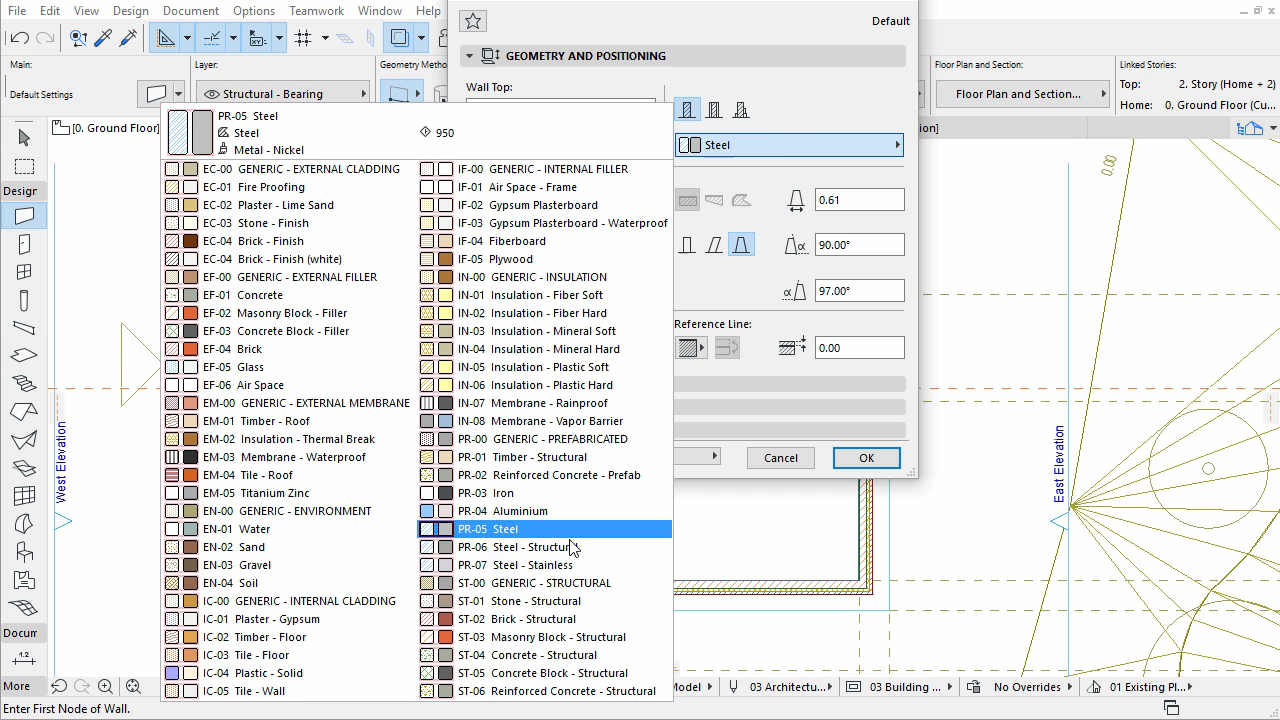 File Edit View Design Document Options Teamwork Window Help
Default
GEOMETRY AND POSITIONING
Main:
Layer:
Geometry Metho
Wall Top:
Floor Plan and Section:
Linked Stories:
Default Settings
Structural - Bearing
Floor Plan and Section...
Top: 2. Story (Home + 2)
Home: 0. Ground Floor (Cu...
[0. Ground Floor]
on]
PR-05 Steel
Steel
950
Metal - Nickel
Steel
EC-00 GENERIC - EXTERNAL CLADDING
EC-01 Fire Proofing
EC-02 Plaster - Lime Sand
EC-03 Stone - Finish
EC-04 Brick - Finish
EC-04 Brick - Finish (white)
EF-00 GENERIC - EXTERNAL FILLER
EF-01 Concrete
EF-02 Masonry Block - Filler
EF-03 Concrete Block - Filler
EF-04 Brick
EF-05 Glass
EF-06 Air Space
EM-00 GENERIC - EXTERNAL MEMBRANE
EM-01 Timber - Roof
EM-02 Insulation - Thermal Break
EM-03 Membrane - Waterproof
EM-04 Tile - Roof
EM-05 Titanium Zinc
EN-00 GENERIC - ENVIRONMENT
EN-01 Water
EN-02 Sand
EN-03 Gravel
EN-04 Soil
IC-00 GENERIC - INTERNAL CLADDING
IC-01 Plaster - Gypsum
IC-02 Timber - Floor
IC-03 Tile - Floor
IC-04 Plastic - Solid
IC-05 Tile - Wall
IF-00 GENERIC - INTERNAL FILLER
IF-01 Air Space - Frame
IF-02 Gypsum Plasterboard
IF-03 Gypsum Plasterboard - Waterproof
IF-04 Fiberboard
IF-05 Plywood
IN-00 GENERIC - INSULATION
IN-01 Insulation - Fiber Soft
IN-02 Insulation - Fiber Hard
IN-03 Insulation - Mineral Soft
IN-04 Insulation - Mineral Hard
IN-05 Insulation - Plastic Soft
IN-06 Insulation - Plastic Hard
IN-07 Membrane - Rainproof
IN-08 Membrane - Vapor Barrier
PR-00 GENERIC - PREFABRICATED
PR-01 Timber - Structural
PR-02 Reinforced Concrete - Prefab
PR-03 Iron
PR-04 Aluminium
PR-05 Steel
PR-06 Steel - Structur
PR-07 Steel - Stainless
ST-00 GENERIC - STRUCTURAL
ST-01 Stone - Structural
ST-02 Brick - Structural
ST-03 Masonry Block - Structural
ST-04 Concrete - Structural
ST-05 Concrete Block - Structural
ST-06 Reinforced Concrete - Structural
0.61
90.00°
97.00°
Reference Line:
0.00
Cancel
OK
Design
Docum
1.2
More
West Elevation
East Elevation
0.00
Model
03 Architectu...
03 Building ...
No Overrides
01 Existing Pl...
Enter First Node of Wall.